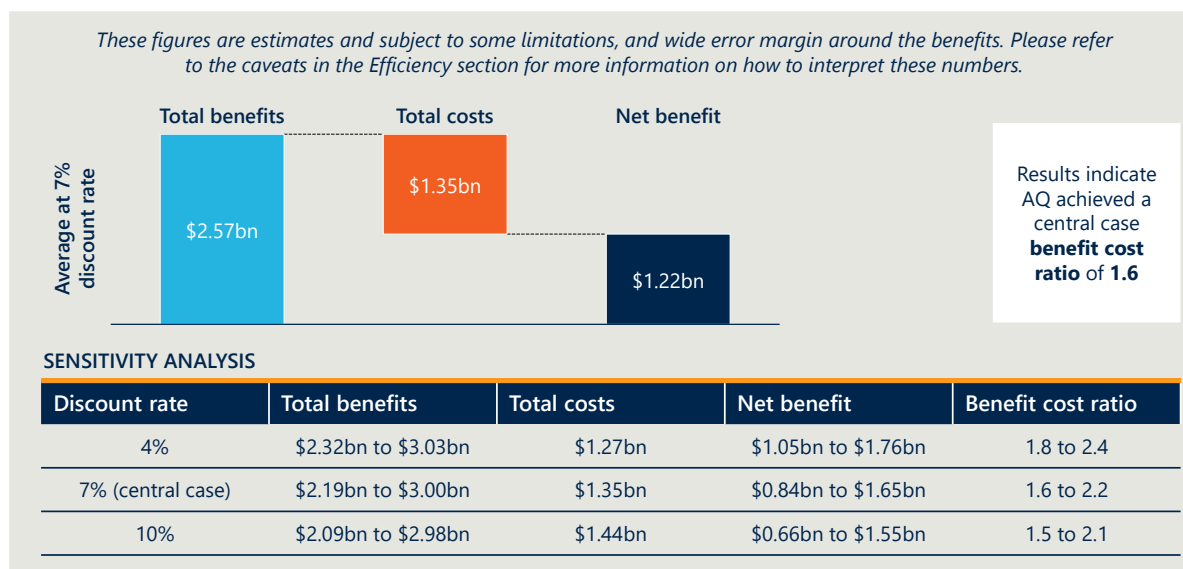 These figures are estimates and subject to some limitations, and wide error margin around the benefits. Please refer
to the caveats in the Efficiency section for more information on how to interpret these numbers.
Total benefits Total costs Net benefit
Average at 7%
discount rate
$2.57bn
$1.35bn
$1.22bn
Results indicate
AQ achieved a
central case
benefit cost
ratio of 1.6
SENSITIVITY ANALYSIS
Discount rate Total benefits Total costs Net benefit Benefit cost ratio
4% $2.32bn to $3.03bn $1.27bn $1.05bn to $1.76bn 1.8 to 2.4
7% (central case) $2.19bn to $3.00bn $1.35bn $0.84bn to $1.65bn 1.6 to 2.2
10% $2.09bn to $2.98bn $1.44bn $0.66bn to $1.55bn 1.5 to 2.1